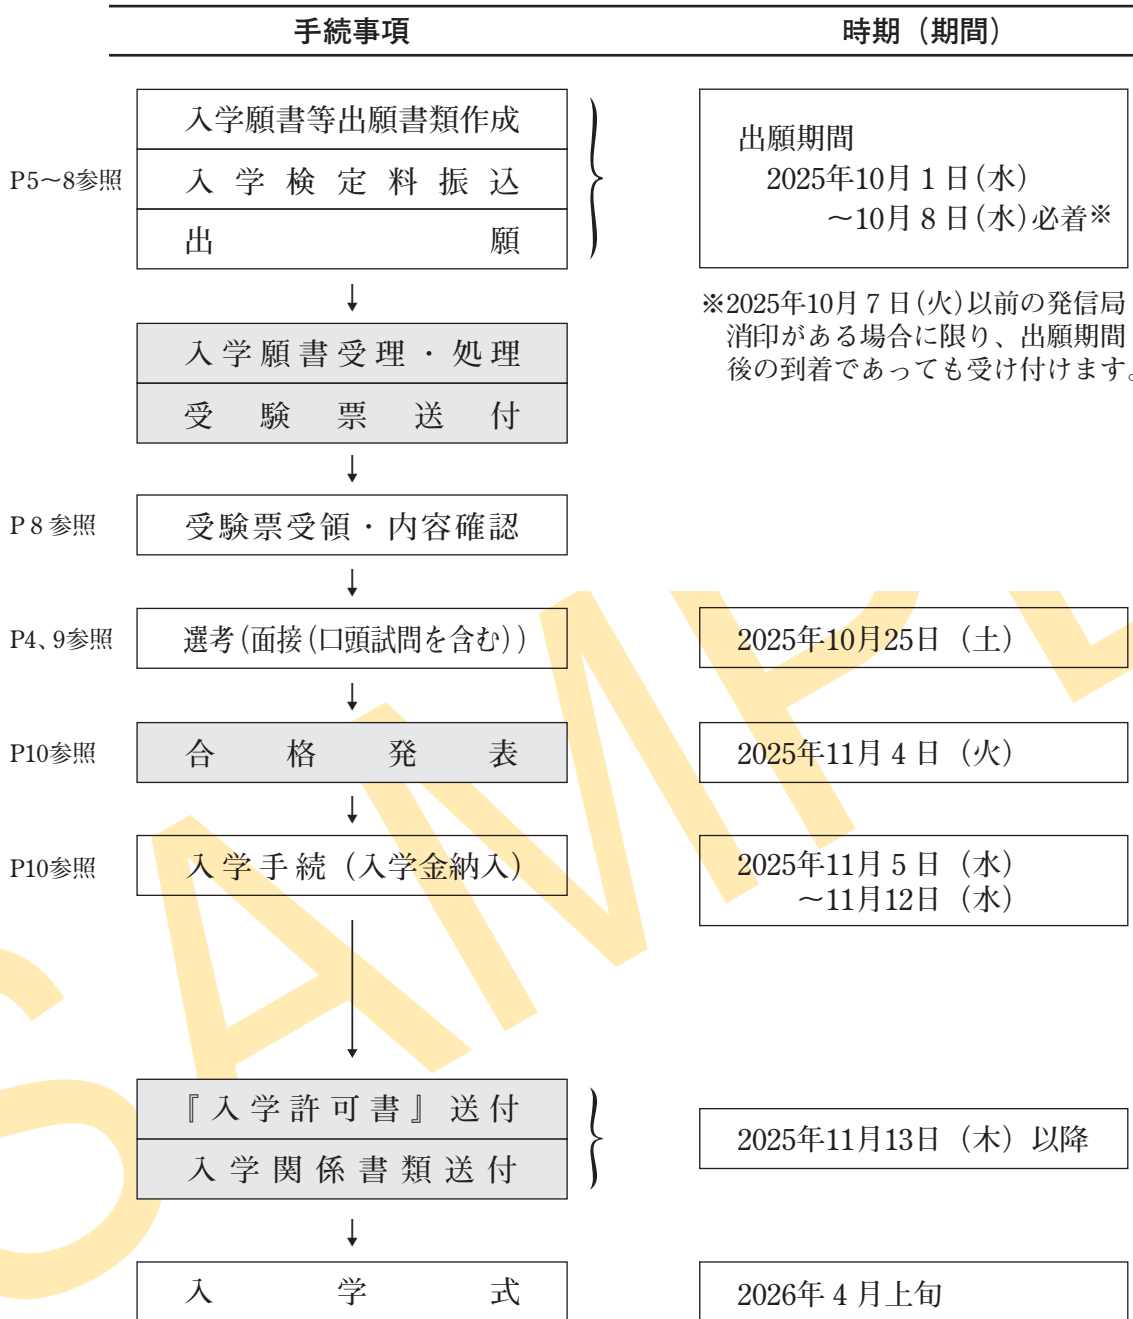 手続事項 時期（期間）
入学願書等出願書類作成
P5～8参照 入学検定料振込
出願
出願期間
2025年10月1日（水）
～10月8日（水）必着※
※2025年10月7日（火）以前の発信局
消印がある場合に限り、出願期間
後の到着であっても受け付けます。
↓
入学願書受理・処理
受験票送付
↓
P8参照 受験票受領・内容確認
↓
P4、9参照 選考（面接（口頭試問を含む）） 2025年10月25日（土）
↓
P10参照 合格発表 2025年11月4日（火）
↓
P10参照 入学手続（入学金納入） 2025年11月5日（水）
～11月12日（水）
↓
『入学許可書』送付
入学関係書類送付
2025年11月13日（木）以降
↓
入学式 2026年4月上旬
SAMPLE